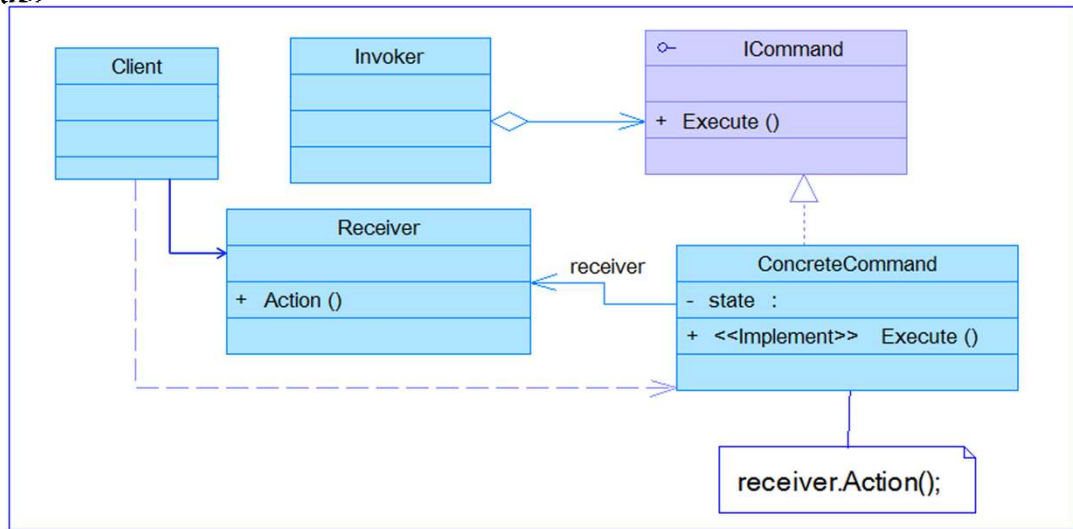 Client
Invoker
ICommand
+ Execute ()
Receiver
+ Action ()
receiver
ConcreteCommand
- state :
+ <<Implement>> Execute ()
receiver.Action();